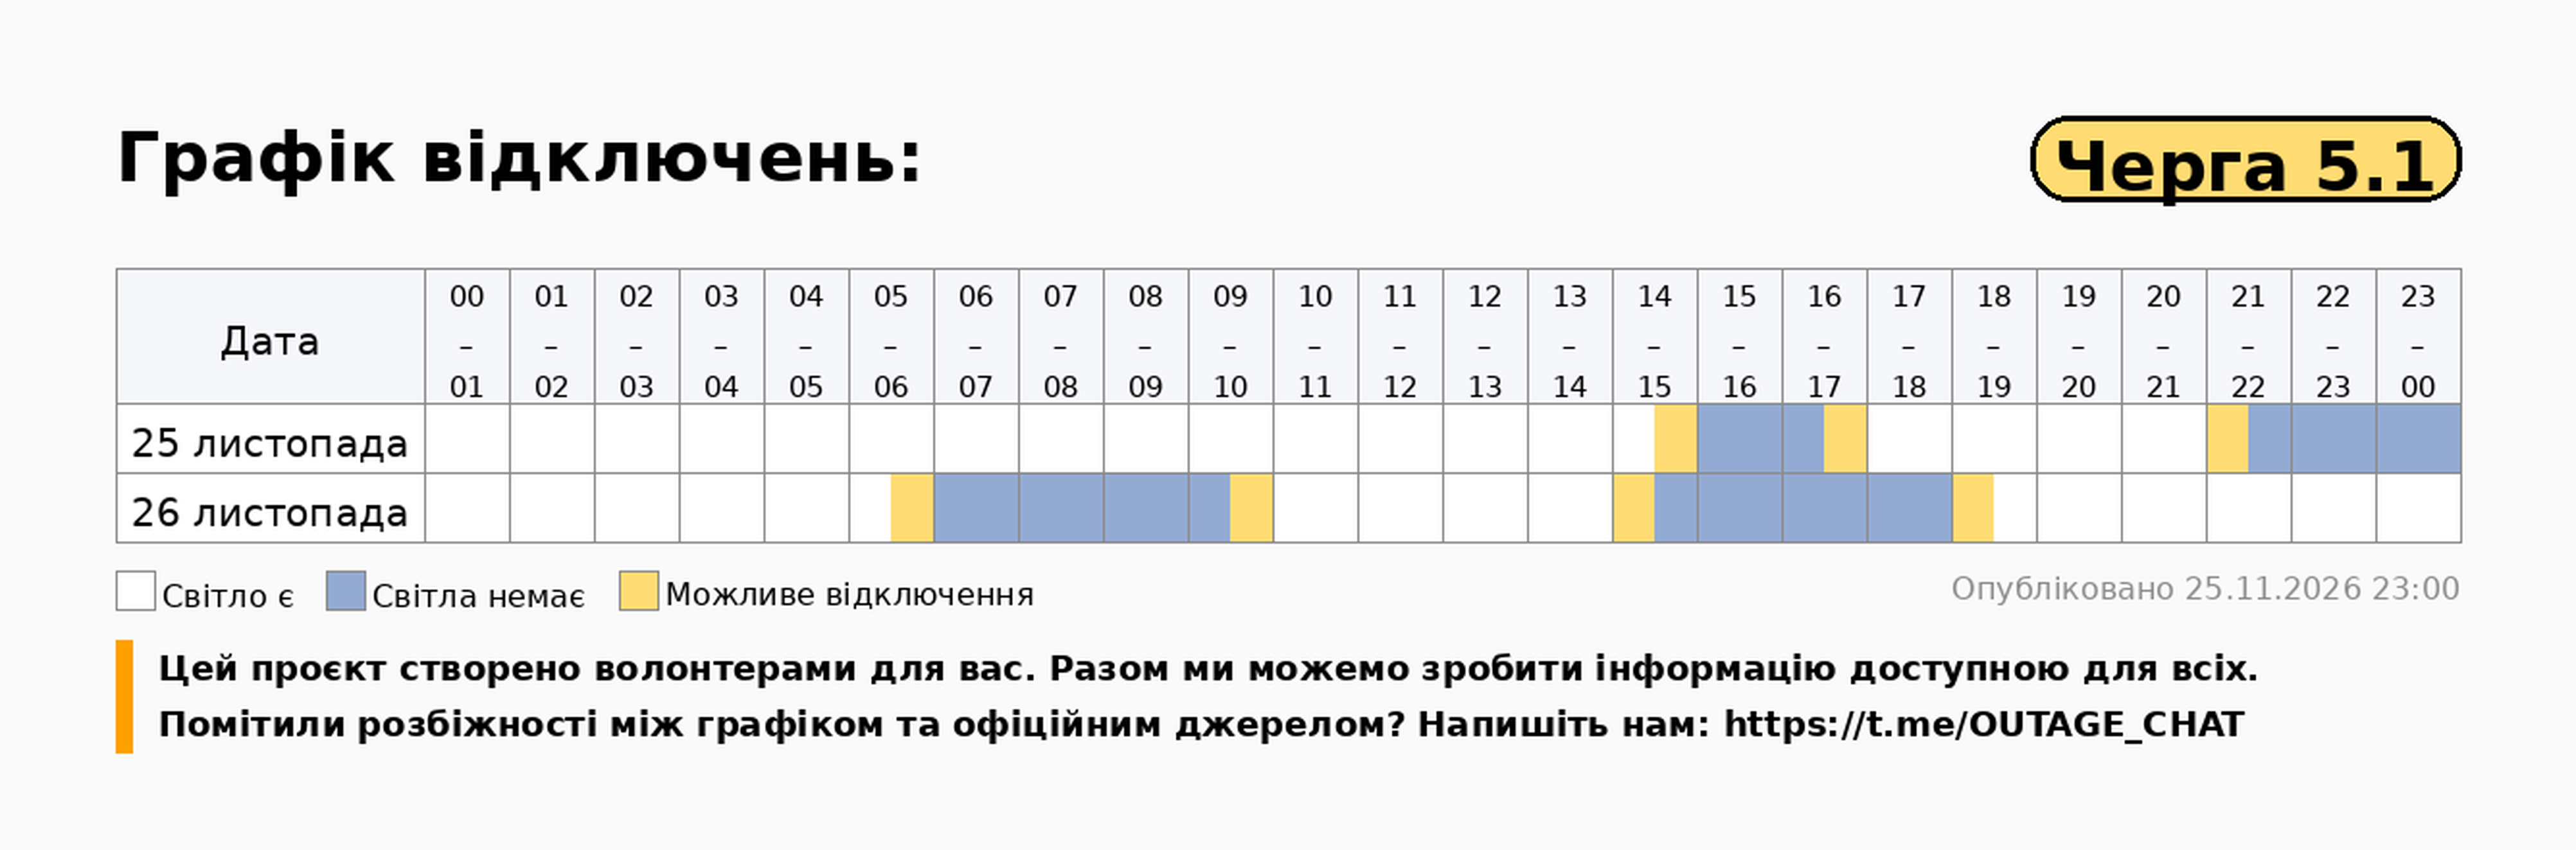 Графік відключень:
Черга 5.1
Дата 00 – 01 01 – 02 02 – 03 03 – 04 04 – 05 05 – 06 06 – 07 07 – 08 08 – 09 09 – 10 10 – 11 11 – 12 12 – 13 13 – 14 14 – 15 15 – 16 16 – 17 17 – 18 18 – 19 19 – 20 20 – 21 21 – 22 22 – 23 23 – 00
25 листопада
26 листопада
Світло є Світла немає Можливе відключення
Опубліковано 25.11.2026 23:00
Цей проєкт створено волонтерами для вас. Разом ми можемо зробити інформацію доступною для всіх.
Помітили розбіжності між графіком та офіційним джерелом? Напишіть нам: https://t.me/OUTAGE_CHAT